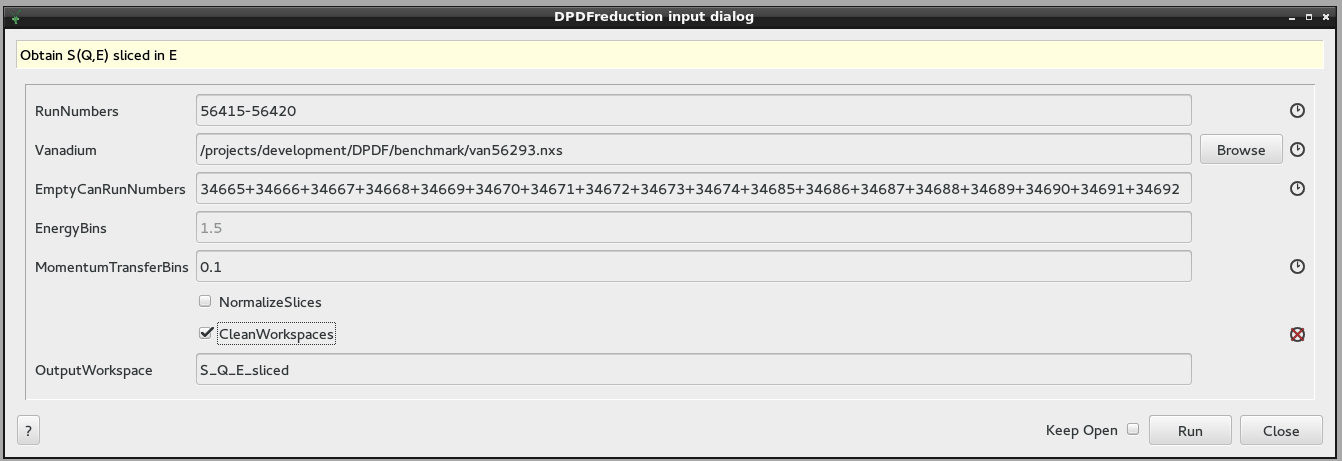 DPDFreduction input dialog
Obtain S(Q,E) sliced in E
RunNumbers 56415-56420
Vanadium /projects/development/DPDF/benchmark/van56293.nxs Browse
EmptyCanRunNumbers 34665+34666+34667+34668+34669+34670+34671+34672+34673+34674+34685+34686+34687+34688+34689+34690+34691+34692
EnergyBins 1.5
MomentumTransferBins 0.1
NormalizeSlices
CleanWorkspaces
OutputWorkspace S_Q_E_sliced
? Keep Open Run Close